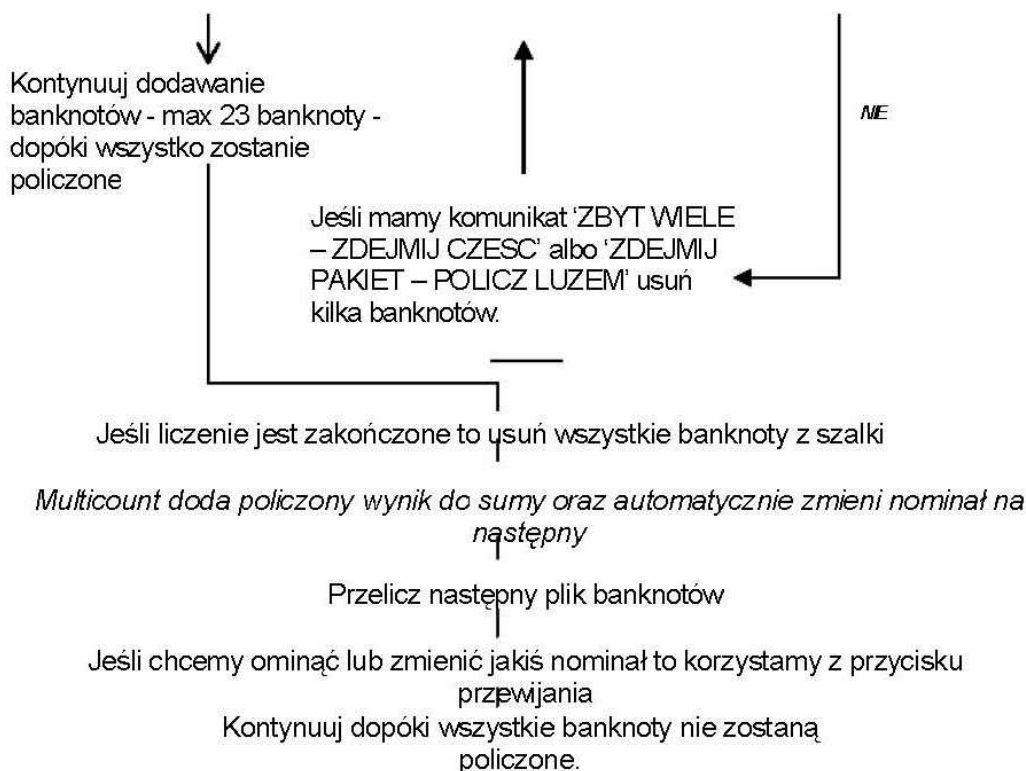 Kontynuuj dodawanie
banknotów - max 23 banknoty -
dopóki wszystko zostanie
policzone
NIE
Jeśli mamy komunikat ‘ZBYT WIELE
– ZDEJMIJ CZESC’ albo ‘ZDEJMIJ
PAKIET – POLICZ LUZEM’ usuń
kilka banknotów.
Jeśli liczenie jest zakończone to usuń wszystkie banknoty z szalki
Multicount doda policzony wynik do sumy oraz automatycznie zmieni nominał na
następny
Przelicz następny plik banknotów
Jeśli chcemy ominąć lub zmienić jakiś nominał to korzystamy z przycisku
przewijania
Kontynuuj dopóki wszystkie banknoty nie zostaną
policzone.